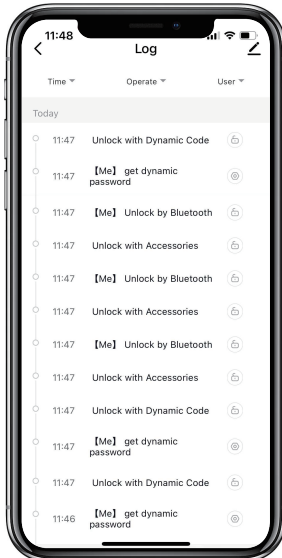 11:48
Log
Time Operate User
Today
11:47 Unlock with Dynamic Code
11:47 【Me】 get dynamic
password
11:47 【Me】 Unlock by Bluetooth
11:47 Unlock with Accessories
11:47 【Me】 Unlock by Bluetooth
11:47 Unlock with Accessories
11:47 【Me】 Unlock by Bluetooth
11:47 Unlock with Accessories
11:47 Unlock with Dynamic Code
11:47 【Me】 get dynamic
password
11:47 Unlock with Dynamic Code
11:46 【Me】 get dynamic
password